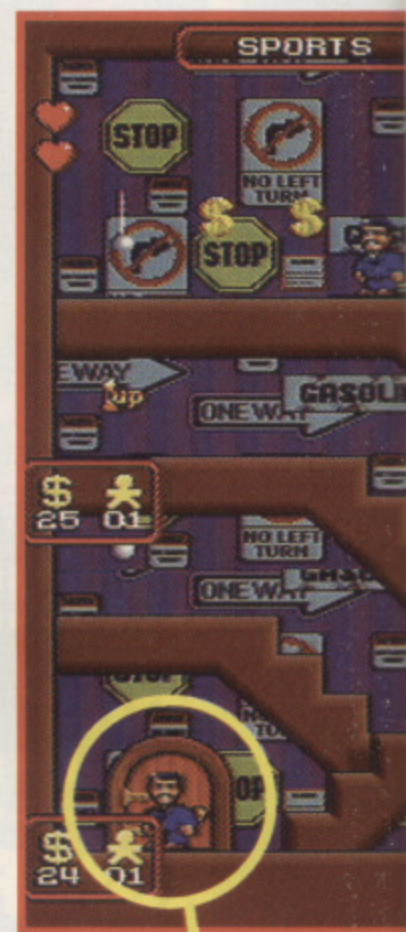 SPORTS
STOP
NO LEFT
TURN
$ $
STOP
EWAY
1up
GASOLI
ONE WAY
$
25 01
NO LEFT
TURN
ONE WAY
STOP
$
24 01